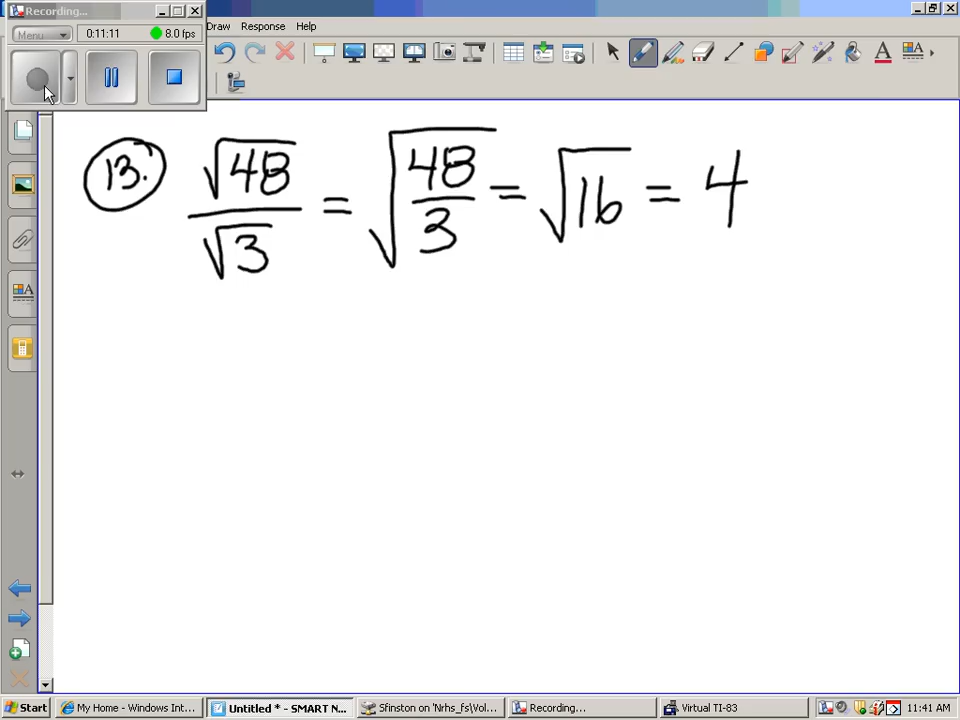 Recording...
Menu 0:11:11 8.0 fps
Draw Response Help
13. √48/√3 = √(48/3) = √16 = 4
Start My Home - Windows Int... Untitled * - SMART N... Sfinston on 'Nrhs_fs\Vol... Recording... Virtual TI-83 11:41 AM